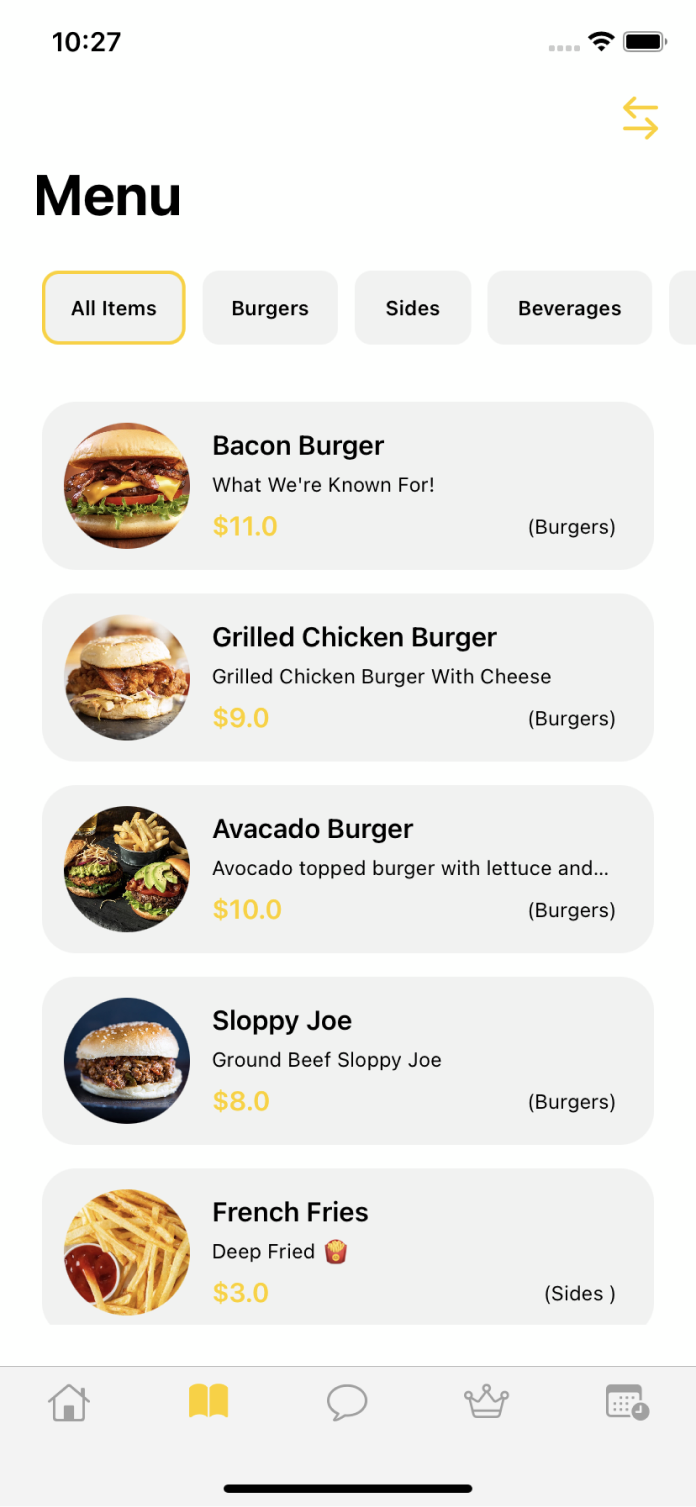 10:27
Menu
All Items Burgers Sides Beverages
Bacon Burger
What We're Known For!
$11.0 (Burgers)
Grilled Chicken Burger
Grilled Chicken Burger With Cheese
$9.0 (Burgers)
Avacado Burger
Avocado topped burger with lettuce and...
$10.0 (Burgers)
Sloppy Joe
Ground Beef Sloppy Joe
$8.0 (Burgers)
French Fries
Deep Fried 🍟
$3.0 (Sides )